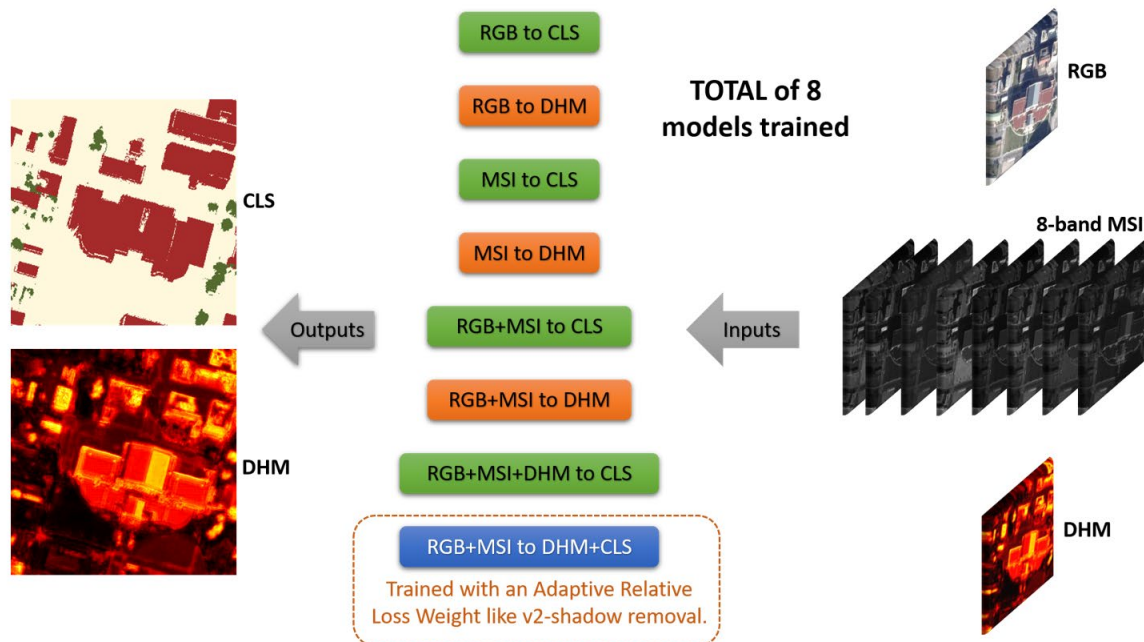 RGB to CLS
RGB to DHM
MSI to CLS
MSI to DHM
RGB+MSI to CLS
RGB+MSI to DHM
RGB+MSI+DHM to CLS
RGB+MSI to DHM+CLS
Trained with an Adaptive Relative
Loss Weight like v2-shadow removal.
TOTAL of 8
models trained
CLS
DHM
Outputs
Inputs
RGB
8-band MSI
DHM